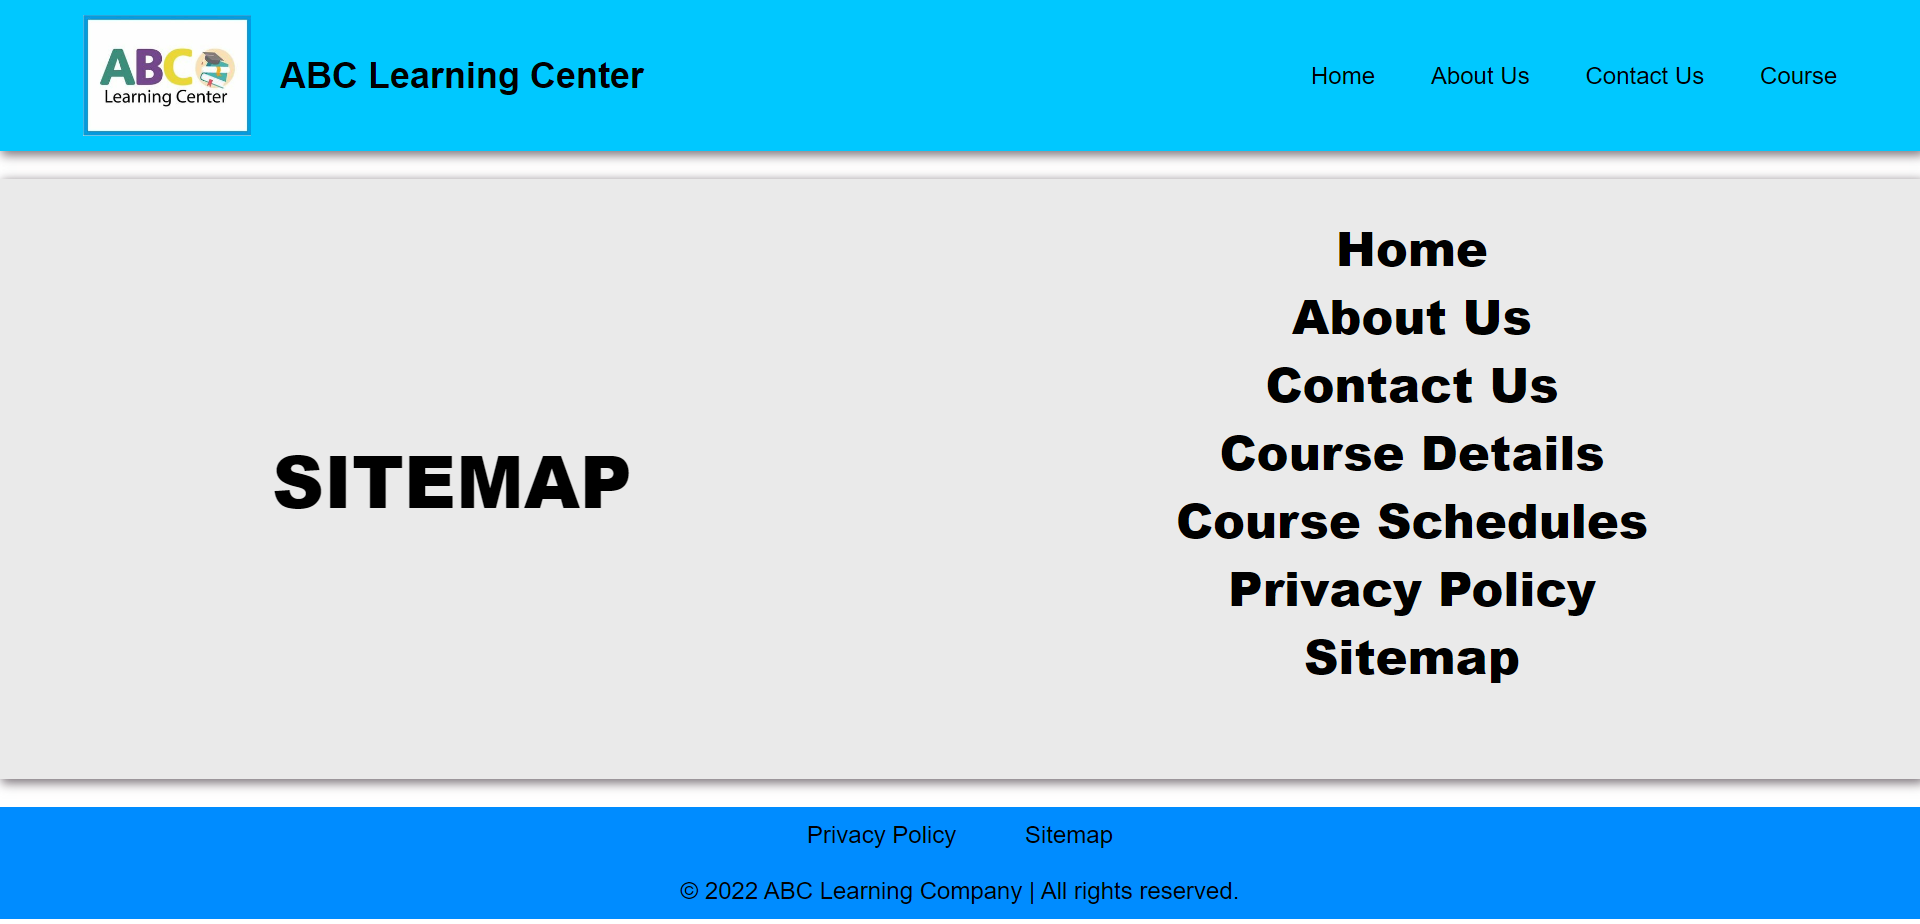 ABC
Learning Center
ABC Learning Center
Home
About Us
Contact Us
Course
SITEMAP
Home
About Us
Contact Us
Course Details
Course Schedules
Privacy Policy
Sitemap
Privacy Policy
Sitemap
© 2022 ABC Learning Company | All rights reserved.